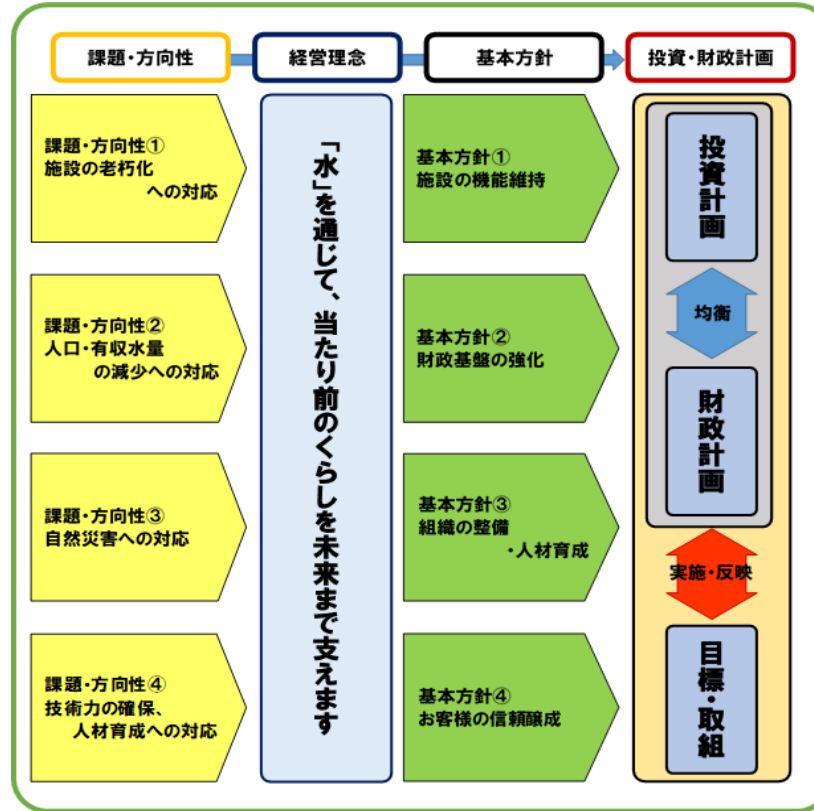 課題・方向性
経営理念
基本方針
投資・財政計画
課題・方向性①
施設の老朽化
への対応
課題・方向性②
人口・有収水量
の減少への対応
課題・方向性③
自然災害への対応
課題・方向性④
技術力の確保、
人材育成への対応
「水」を通じて、当たり前のくらしを未来まで支えます
基本方針①
施設の機能維持
基本方針②
財政基盤の強化
基本方針③
組織の整備
・人材育成
基本方針④
お客様の信頼醸成
投資計画
均衡
財政計画
実施・反映
目標・取組